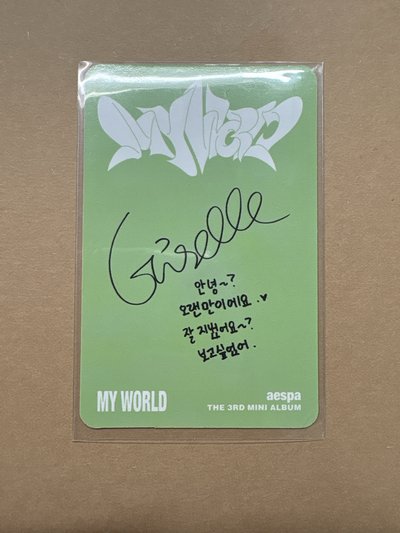 MY WORLD
Giselle
안녕~?
오랜만이에요.♥
잘 지냈어요~?
보고싶었어.
MY WORLD
aespa
THE 3RD MINI ALBUM